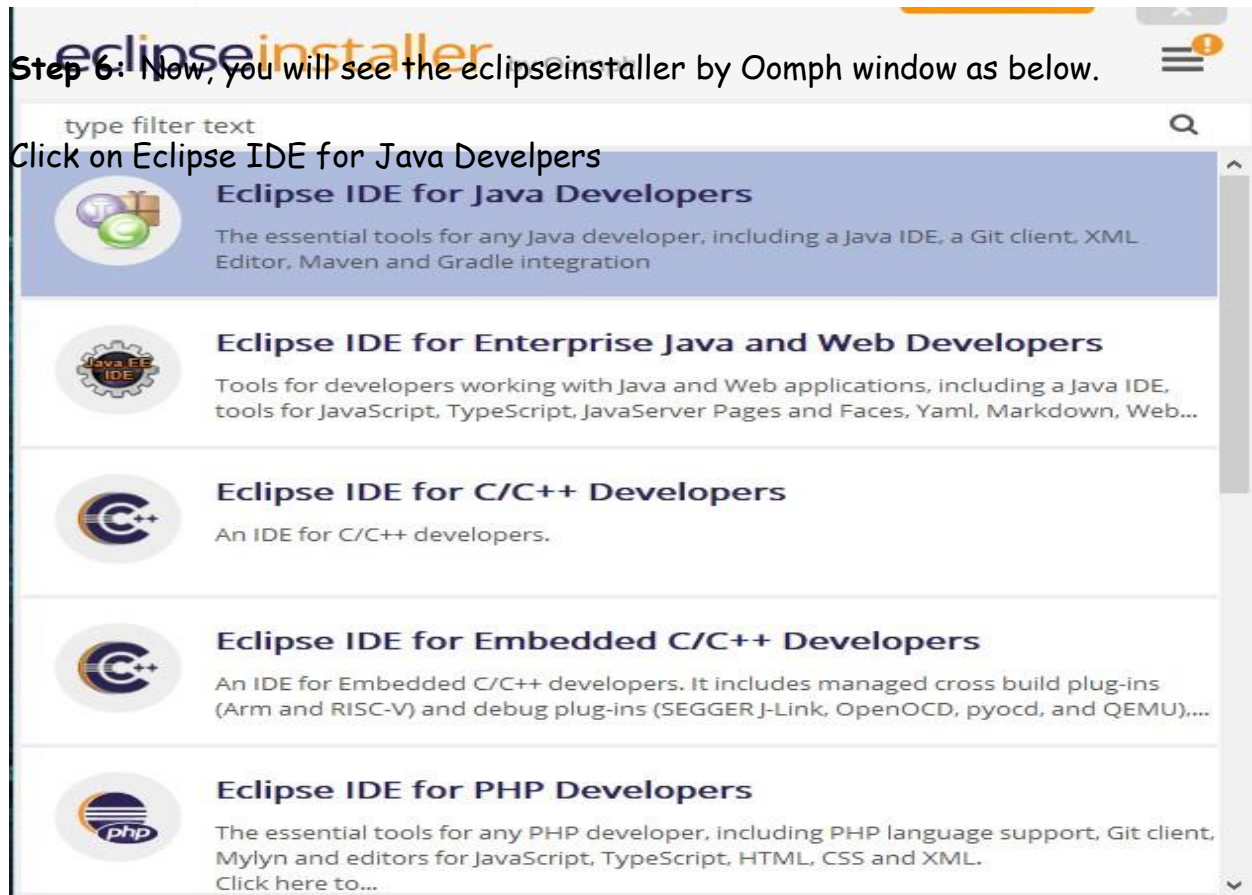 eclipseinstaller by Oomph
Step 6: Now, you will see the eclipseinstaller by Oomph window as below.
type filter text
Click on Eclipse IDE for Java Develpers
Eclipse IDE for Java Developers
The essential tools for any Java developer, including a Java IDE, a Git client, XML
Editor, Maven and Gradle integration
Java EE
IDE
Eclipse IDE for Enterprise Java and Web Developers
Tools for developers working with Java and Web applications, including a Java IDE,
tools for JavaScript, TypeScript, JavaServer Pages and Faces, Yaml, Markdown, Web...
C++
Eclipse IDE for C/C++ Developers
An IDE for C/C++ developers.
C++
Eclipse IDE for Embedded C/C++ Developers
An IDE for Embedded C/C++ developers. It includes managed cross build plug-ins
(Arm and RISC-V) and debug plug-ins (SEGGER J-Link, OpenOCD, pyocd, and QEMU),...
php
Eclipse IDE for PHP Developers
The essential tools for any PHP developer, including PHP language support, Git client,
Mylyn and editors for JavaScript, TypeScript, HTML, CSS and XML.
Click here to...